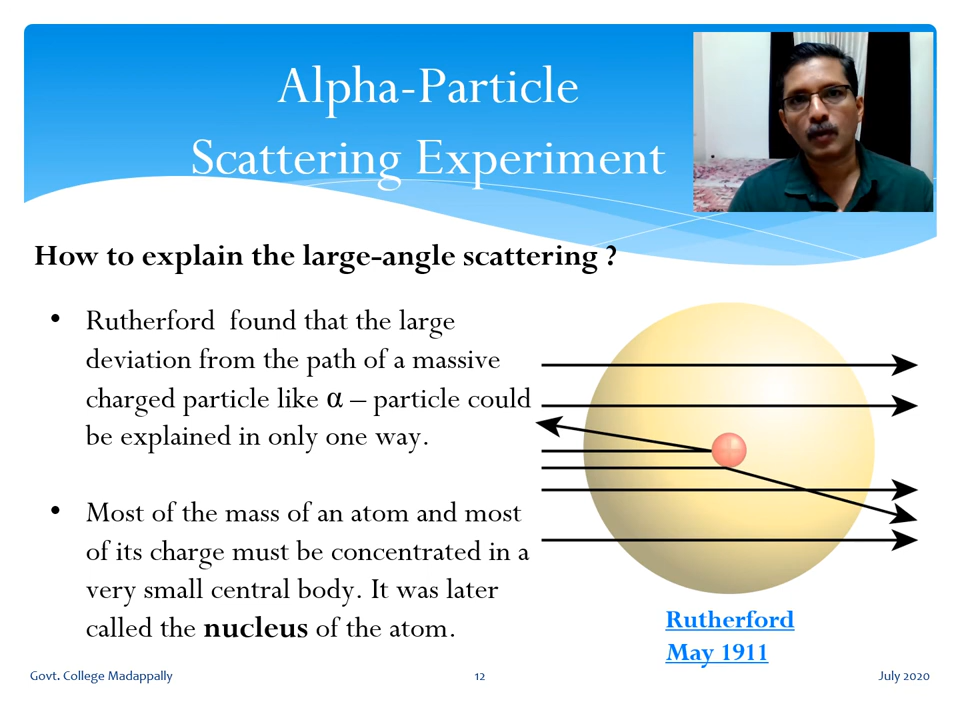 Alpha-Particle
Scattering Experiment
How to explain the large-angle scattering ?
• Rutherford found that the large
deviation from the path of a massive
charged particle like α – particle could
be explained in only one way.
• Most of the mass of an atom and most
of its charge must be concentrated in a
very small central body. It was later
called the nucleus of the atom.
Rutherford
May 1911
Govt. College Madappally
12
July 2020